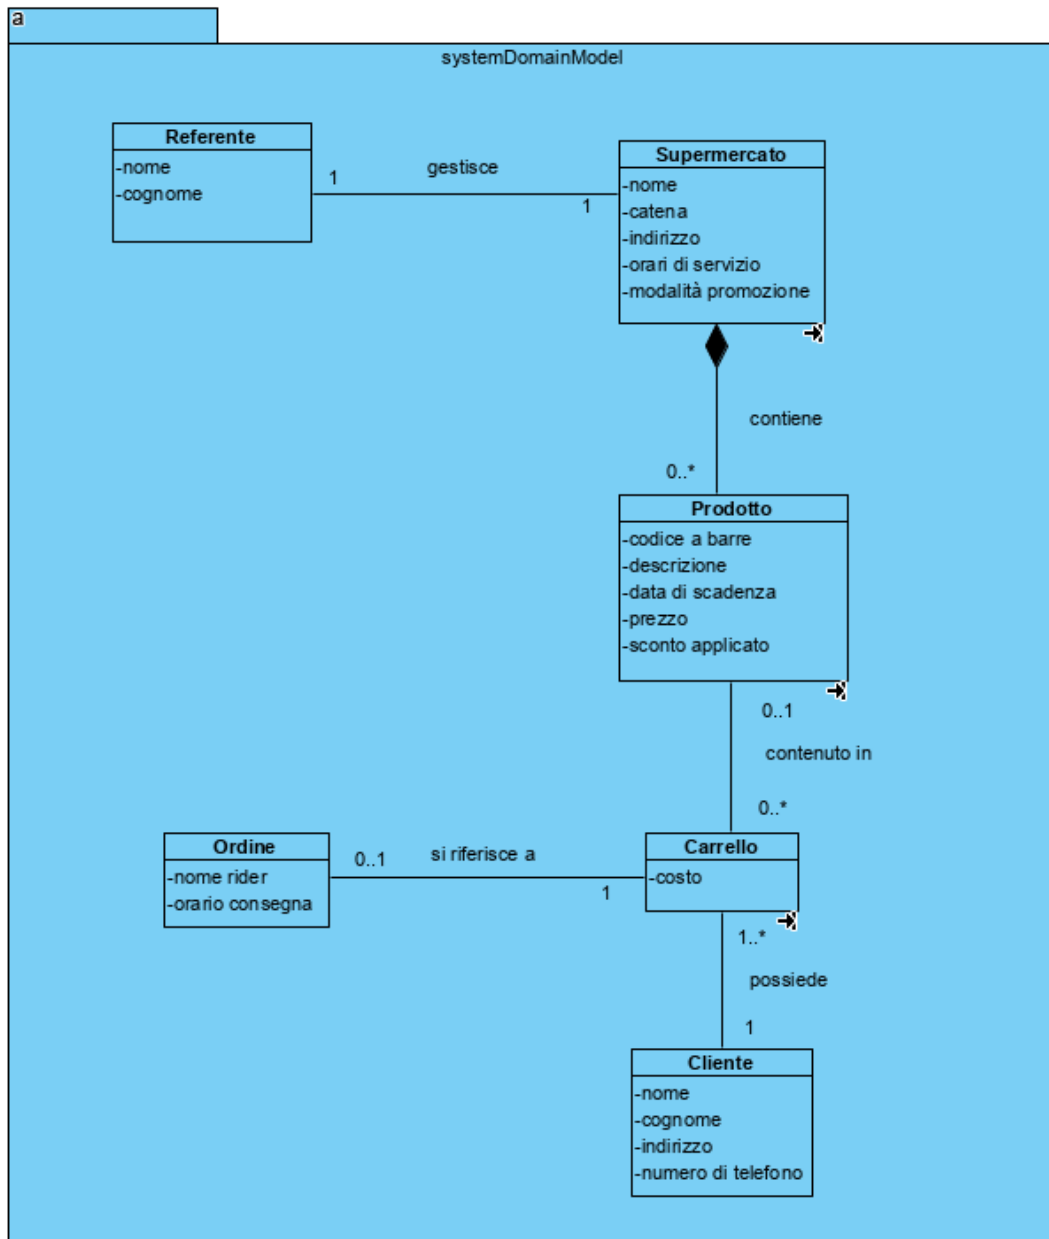 a
systemDomainModel
Referente
-nome
-cognome
1
gestisce
1
Supermercato
-nome
-catena
-indirizzo
-orari di servizio
-modalità promozione
contiene
0..*
Prodotto
-codice a barre
-descrizione
-data di scadenza
-prezzo
-sconto applicato
0..1
contenuto in
0..*
Ordine
-nome rider
-orario consegna
0..1
si riferisce a
1
Carrello
-costo
1..*
possiede
1
Cliente
-nome
-cognome
-indirizzo
-numero di telefono